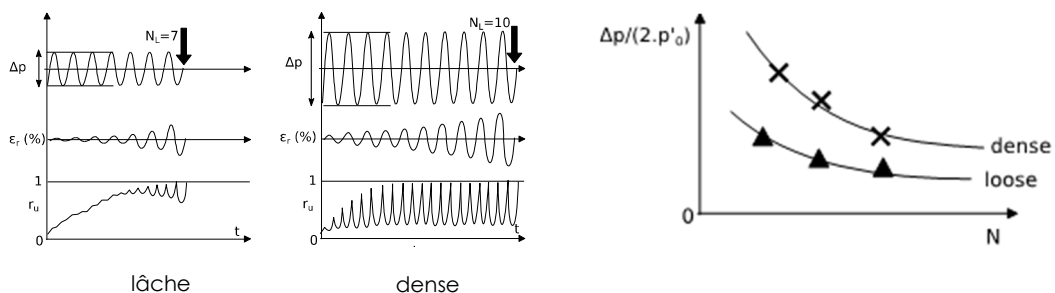 N_L=7
Δp
ε_r (%)
1
r_u
0
t
lâche
N_L=10
Δp
ε_r (%)
1
r_u
0
t
dense
Δp/(2.p'_0)
dense
loose
0
N